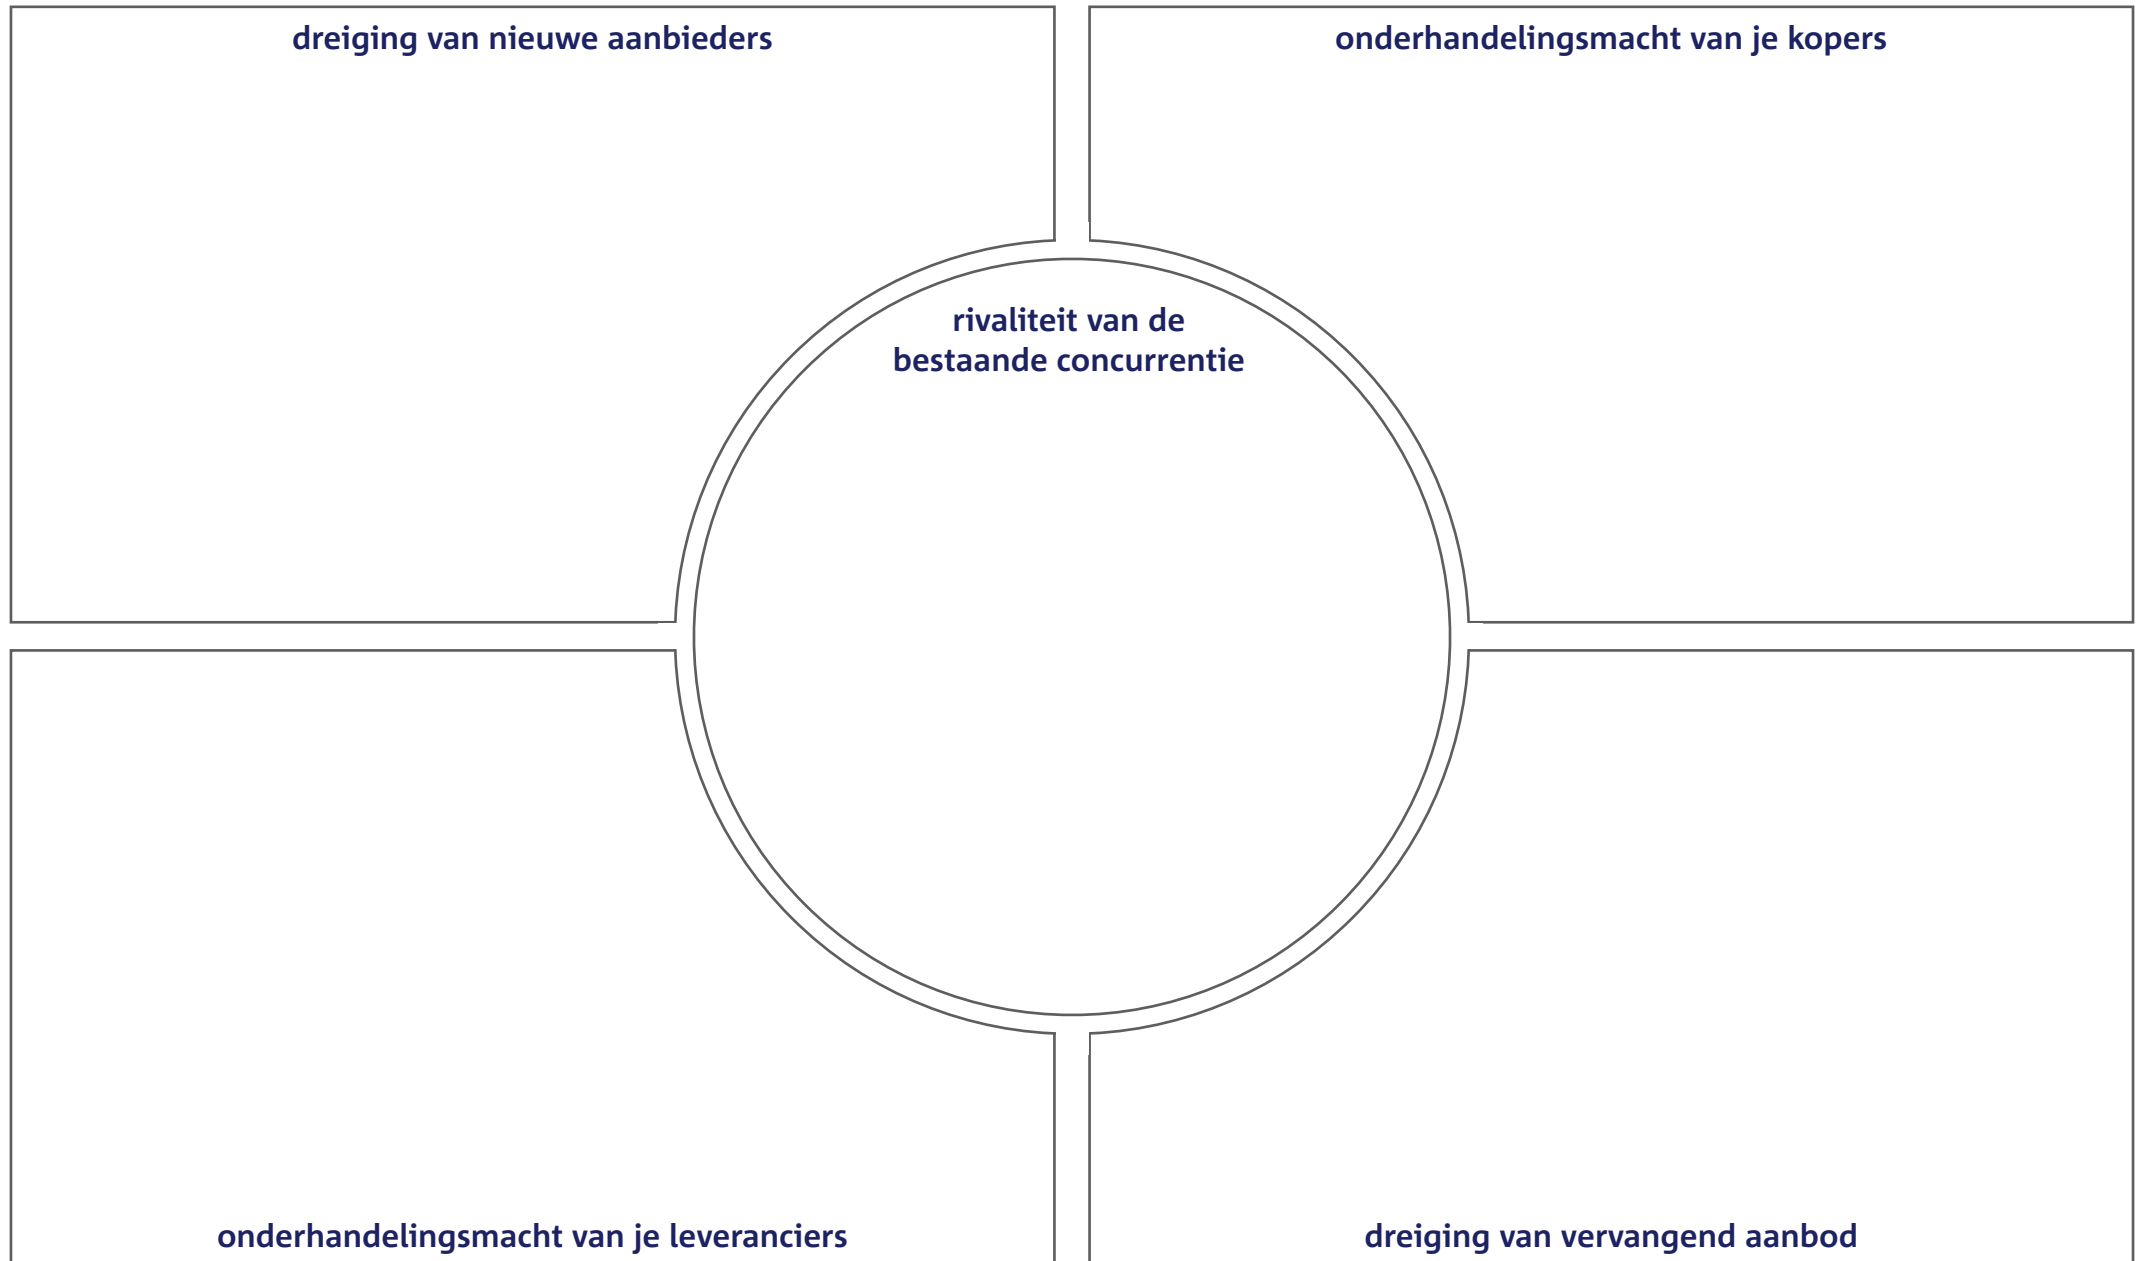 dreiging van nieuwe aanbieders
onderhandelingsmacht van je kopers
rivaliteit van de
bestaande concurrentie
onderhandelingsmacht van je leveranciers
dreiging van vervangend aanbod